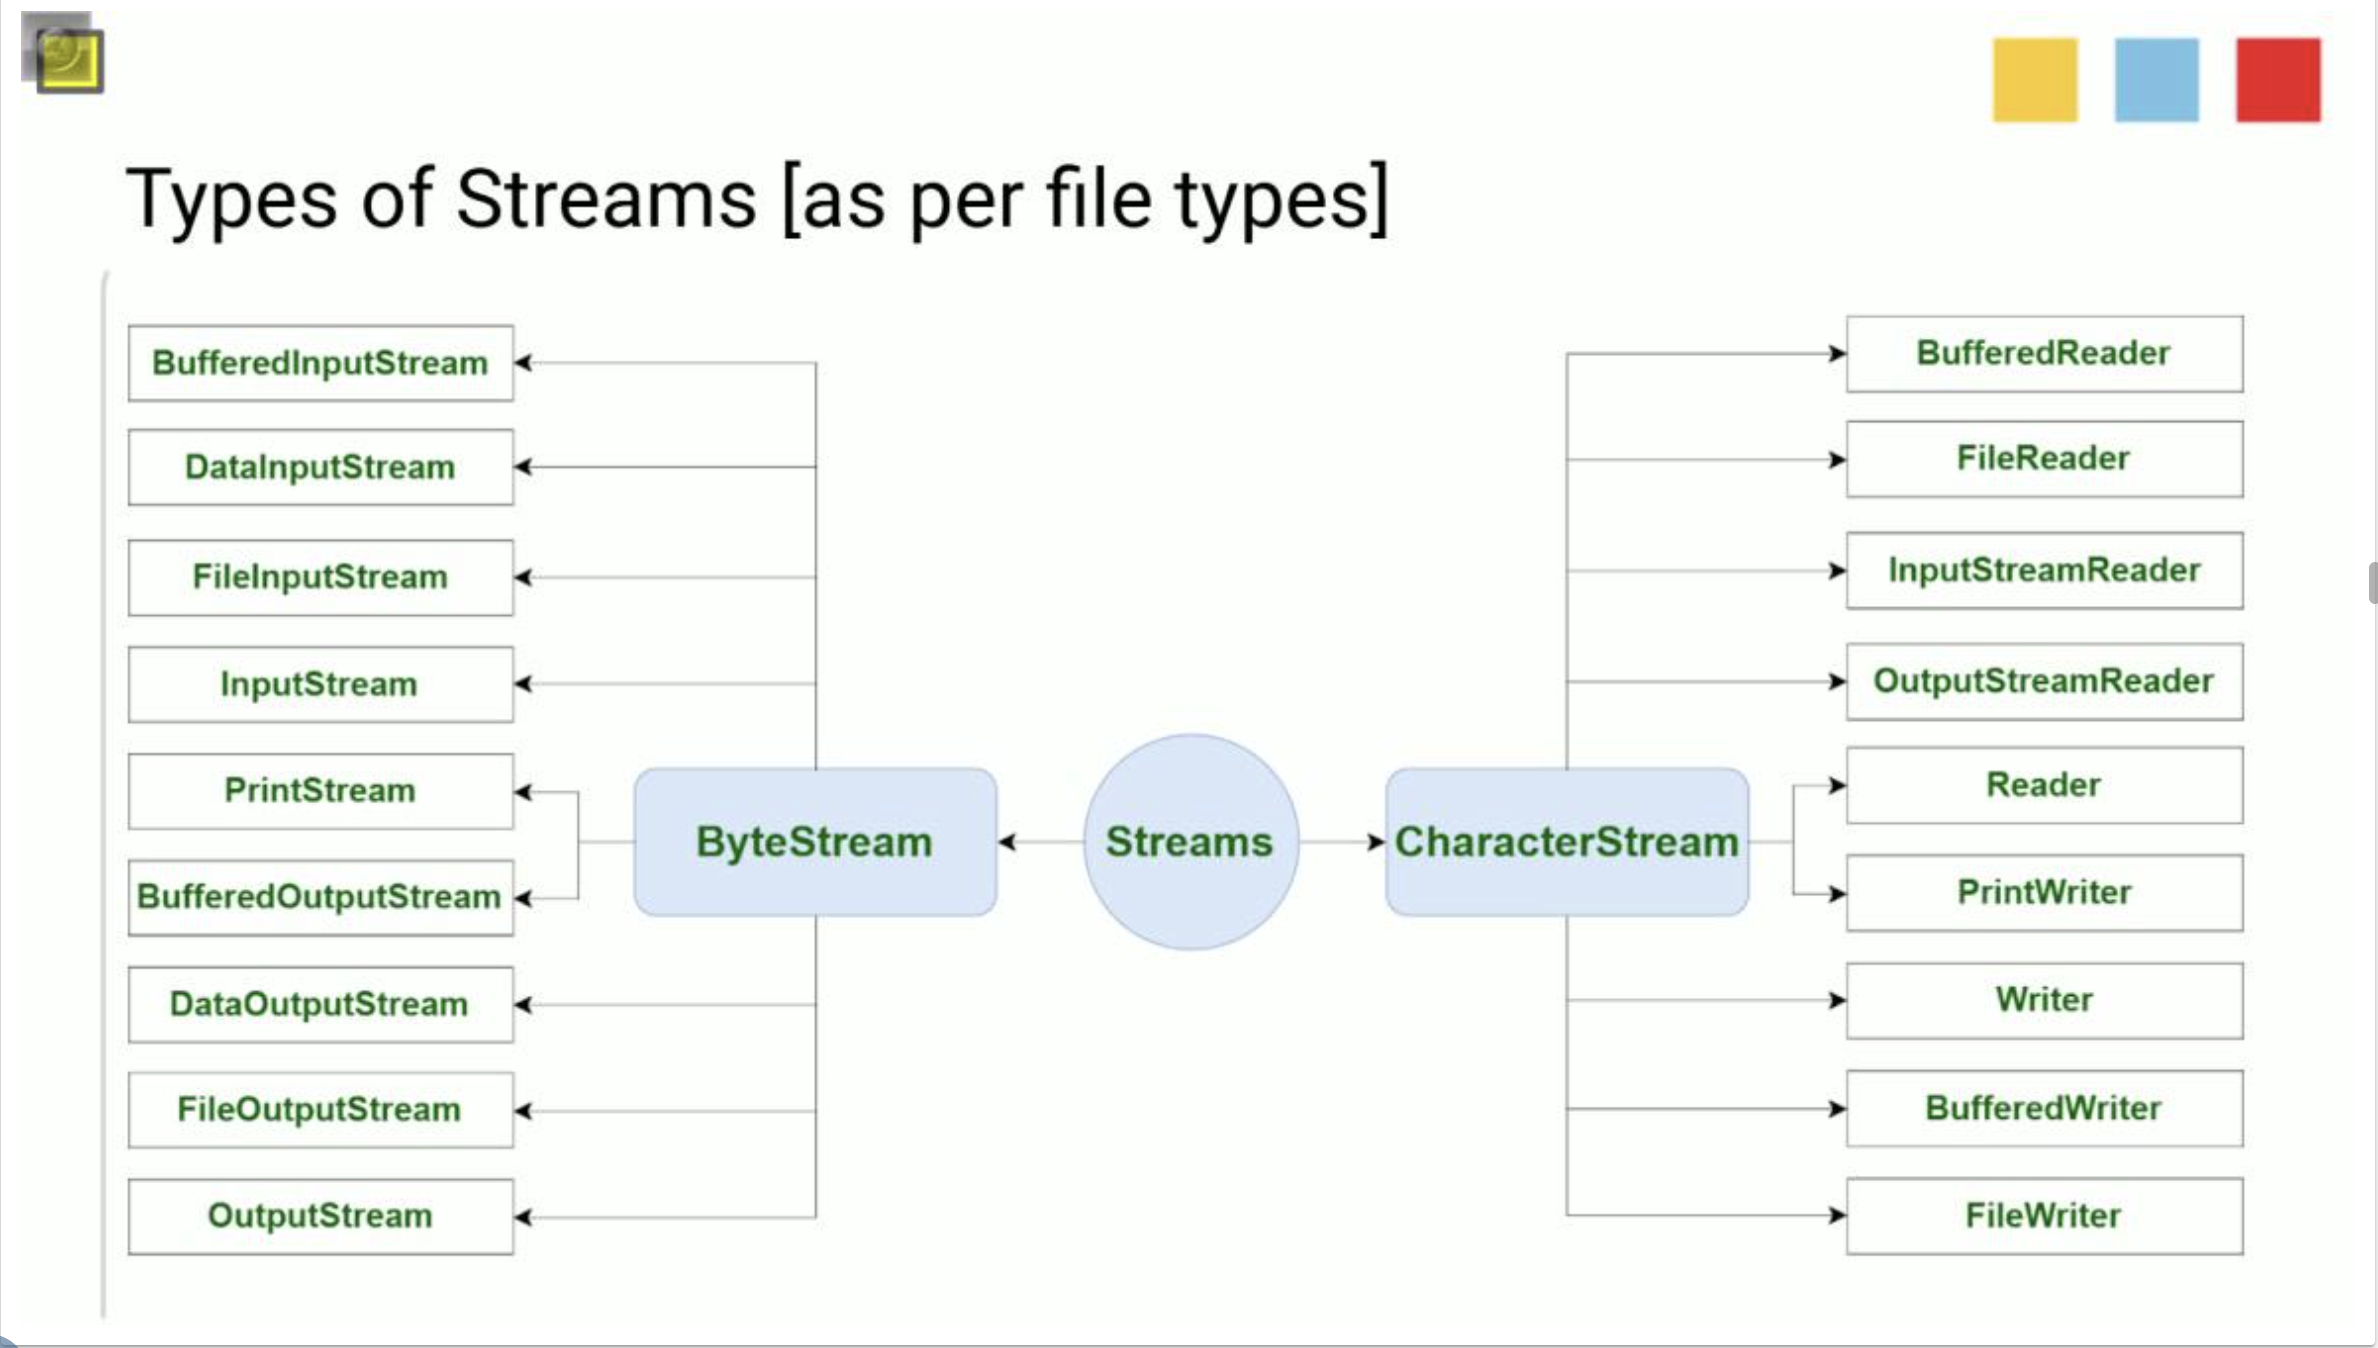 Types of Streams [as per file types]
BufferedInputStream
DataInputStream
FileInputStream
InputStream
PrintStream
BufferedOutputStream
DataOutputStream
FileOutputStream
OutputStream
ByteStream
Streams
CharacterStream
BufferedReader
FileReader
InputStreamReader
OutputStreamReader
Reader
PrintWriter
Writer
BufferedWriter
FileWriter